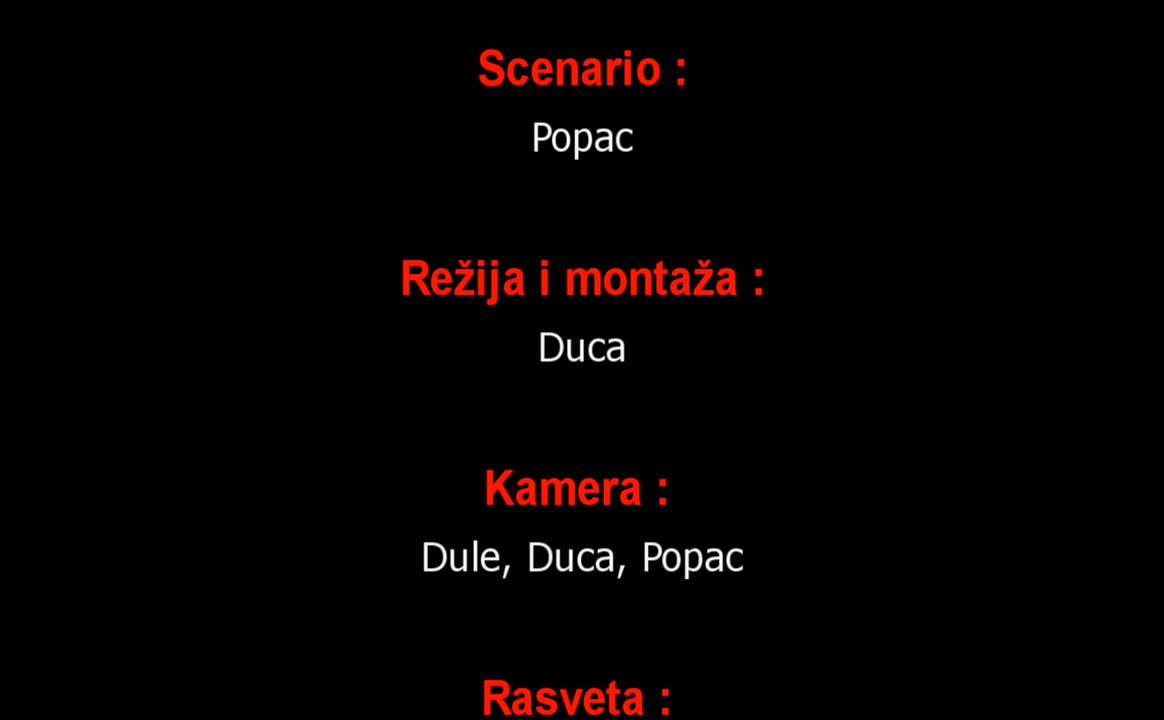 Scenario :
Popac
Režija i montaža :
Duca
Kamera :
Dule, Duca, Popac
Rasveta :